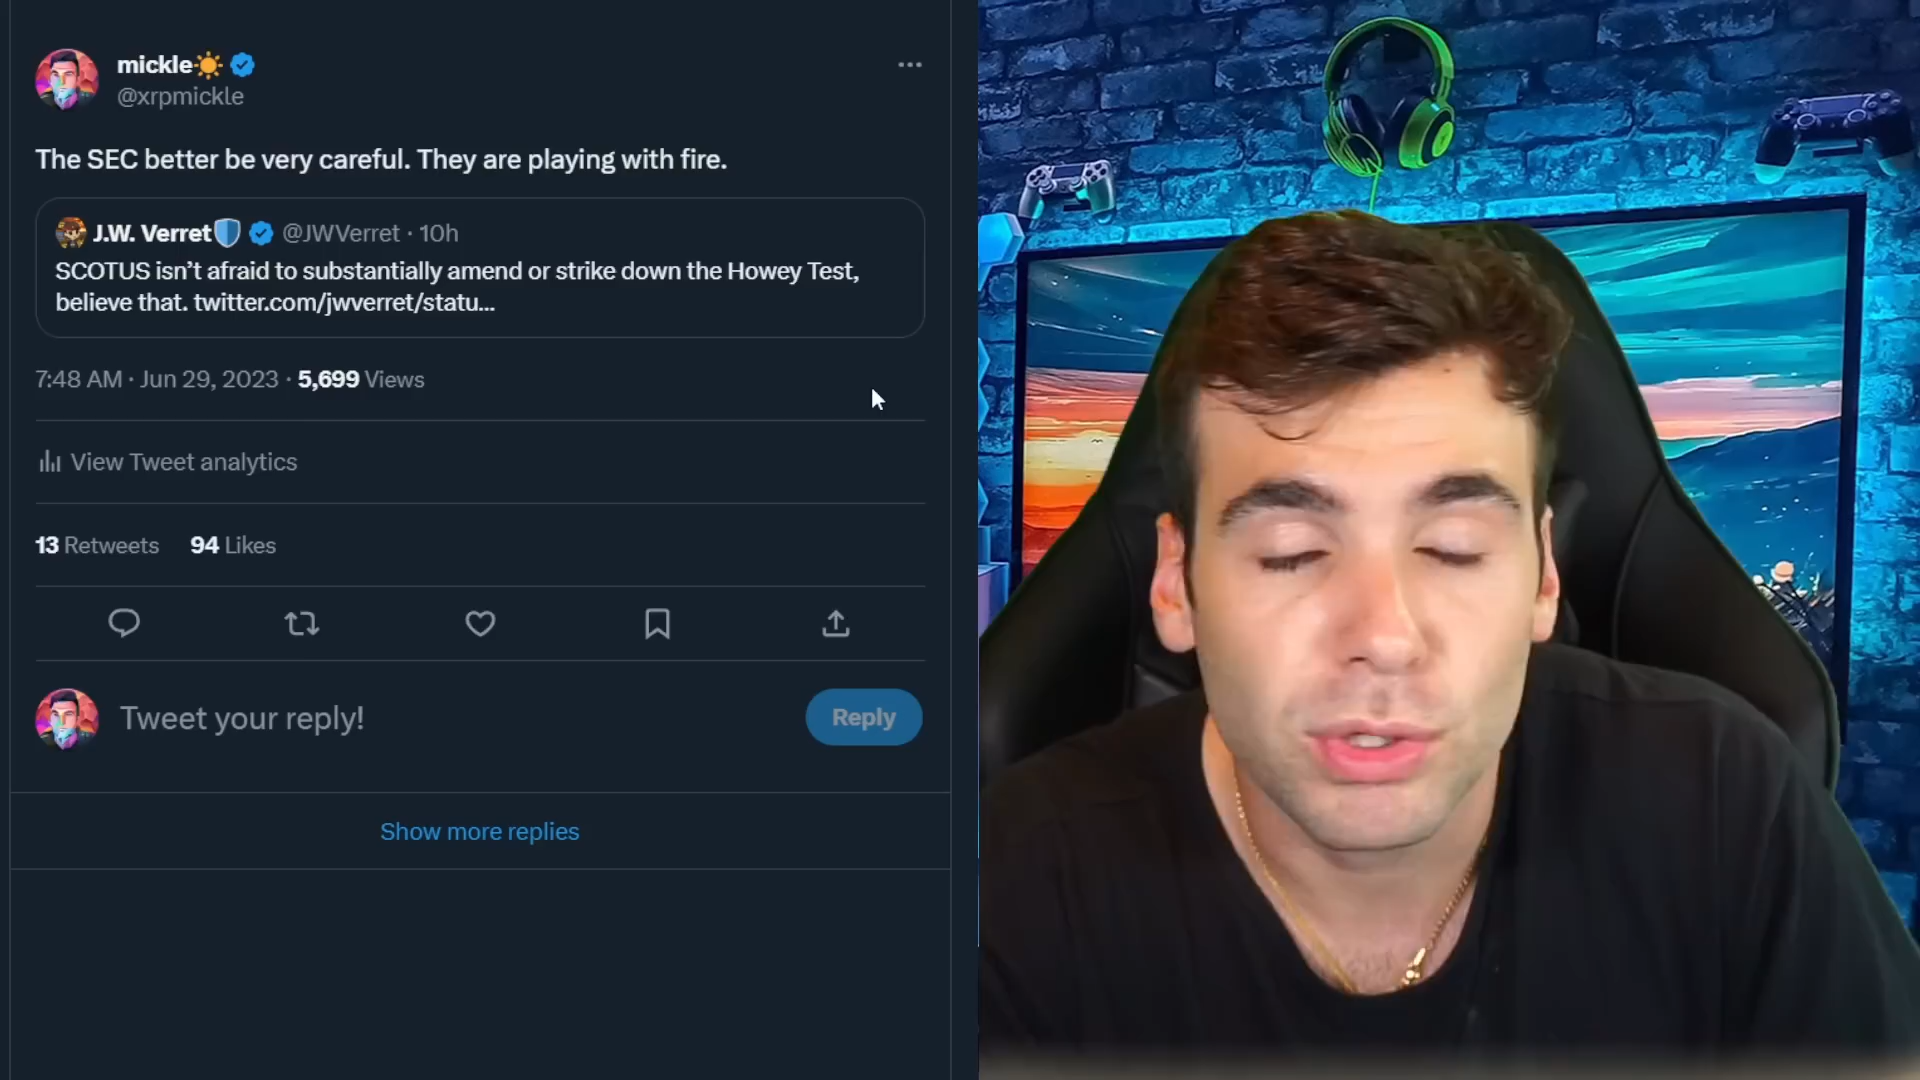 mickle
@xrpmickle
The SEC better be very careful. They are playing with fire.
J.W. Verret @JWVerret · 10h
SCOTUS isn’t afraid to substantially amend or strike down the Howey Test,
believe that. twitter.com/jwverret/statu...
7:48 AM · Jun 29, 2023 · 5,699 Views
View Tweet analytics
13 Retweets 94 Likes
Tweet your reply!
Reply
Show more replies